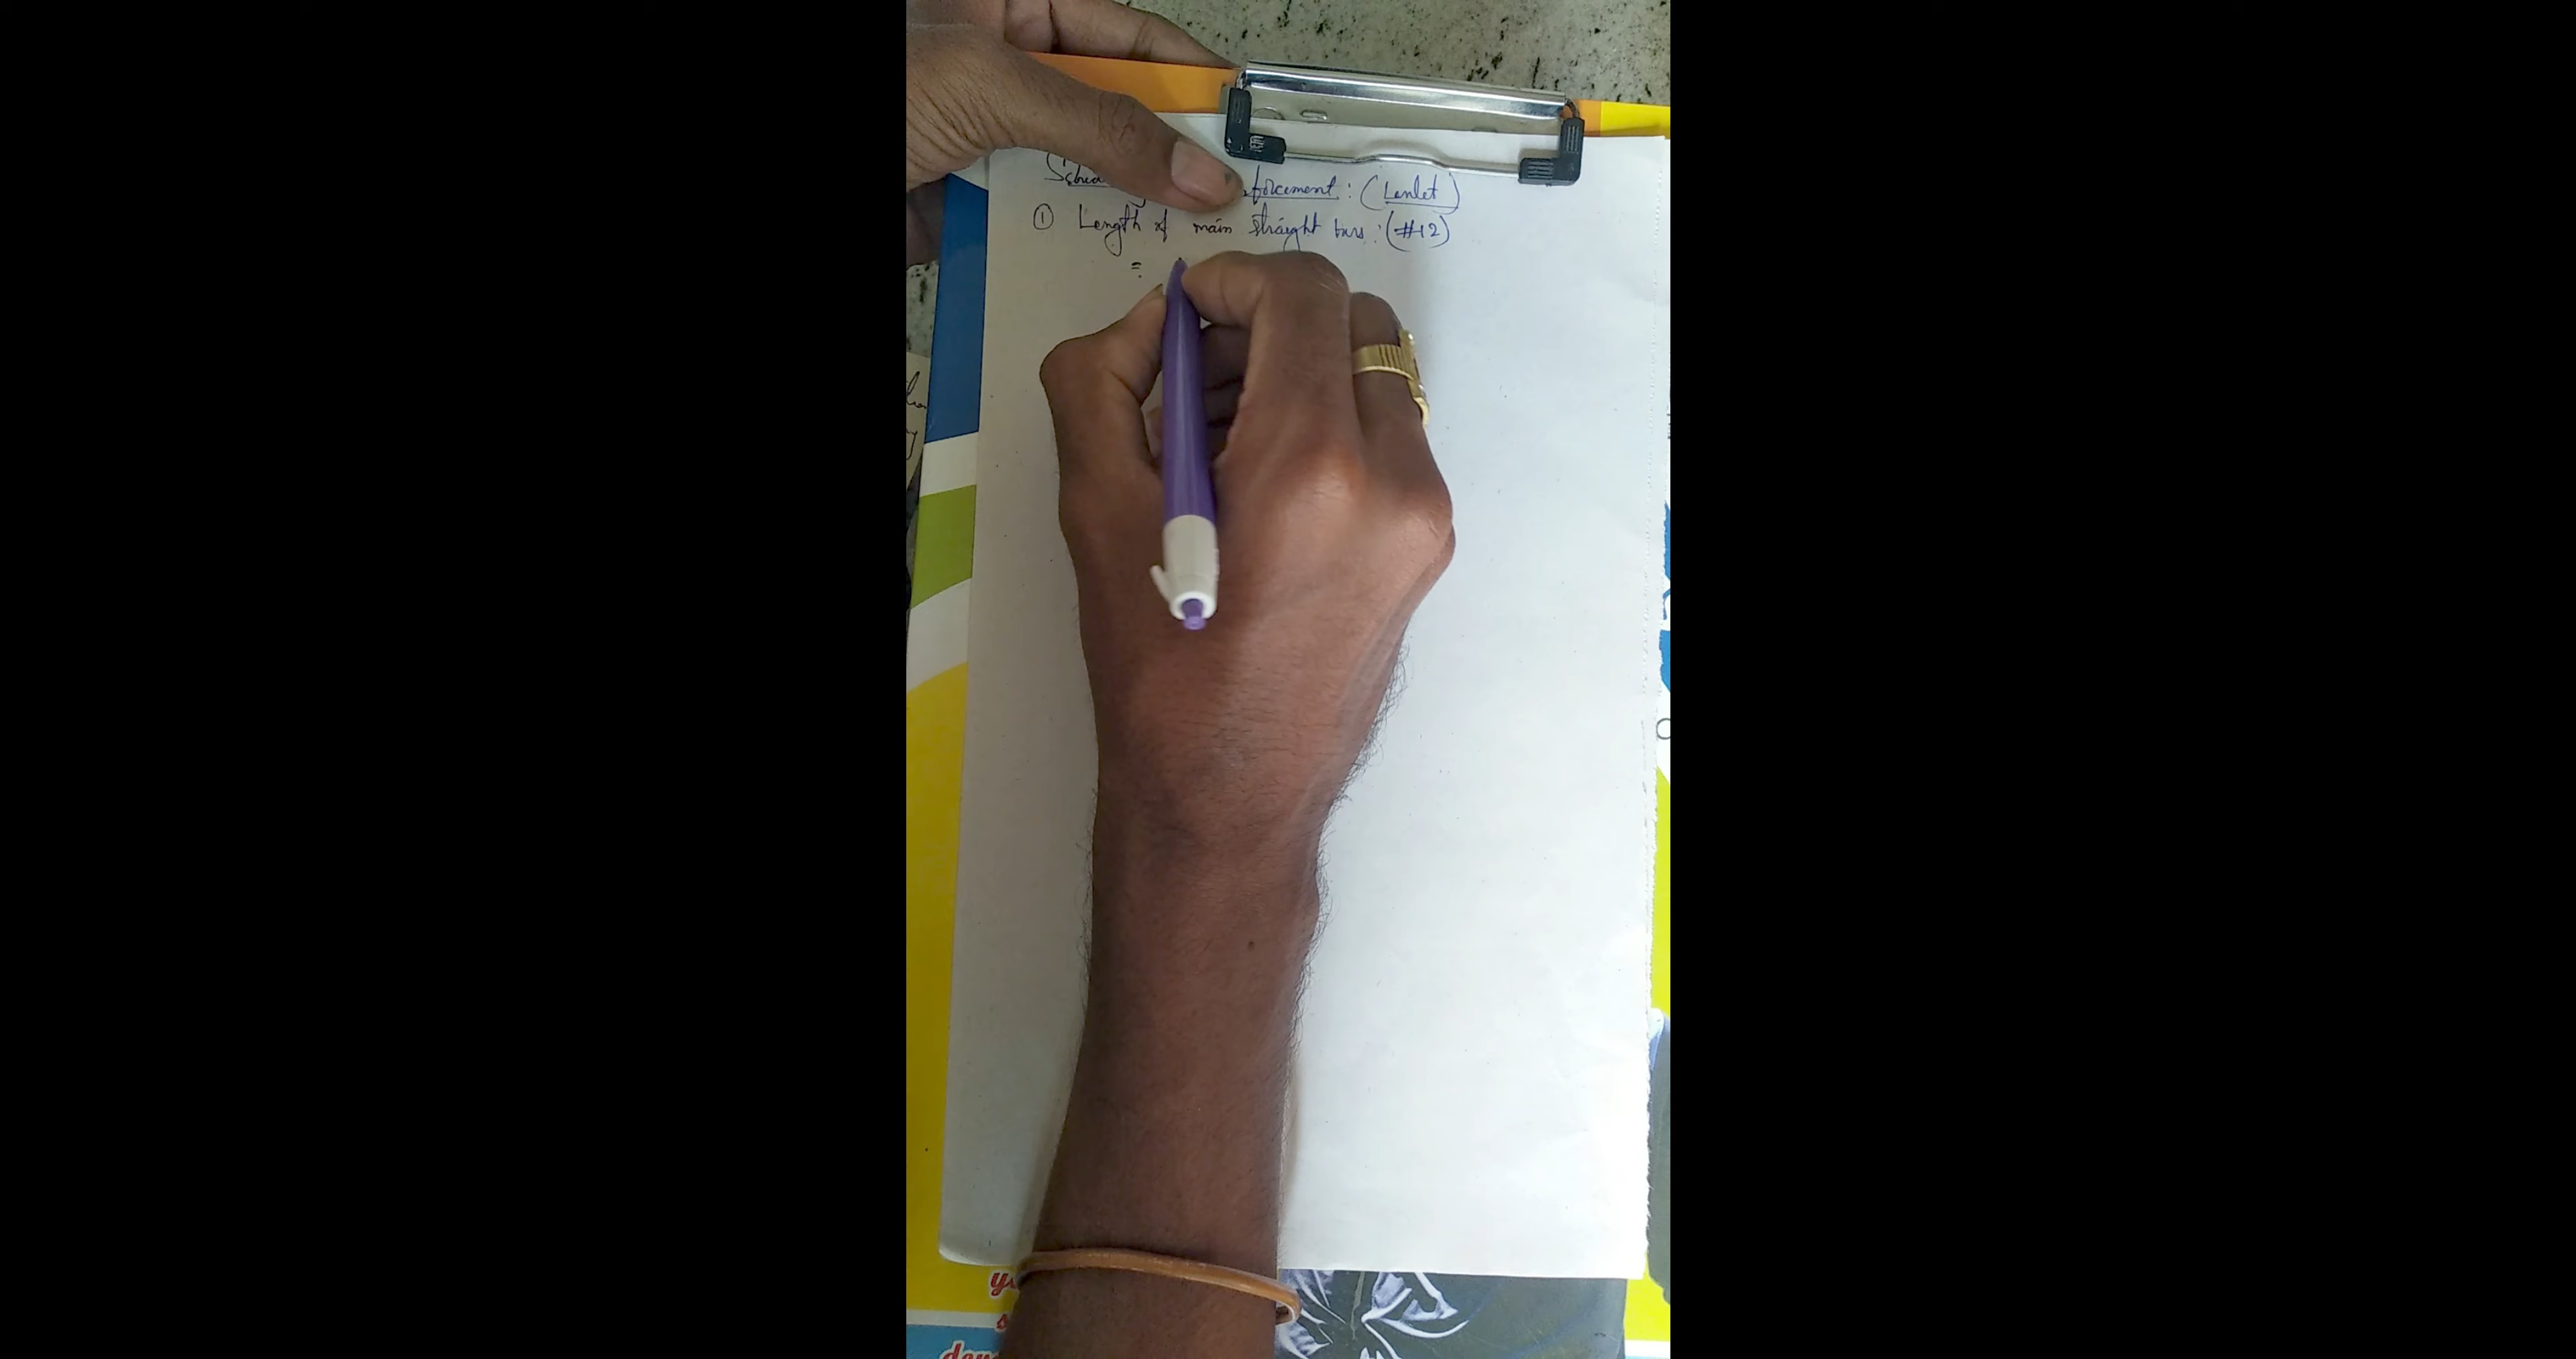 forcement : (Lenlet)
① Length of main straight bars : (#12)
=